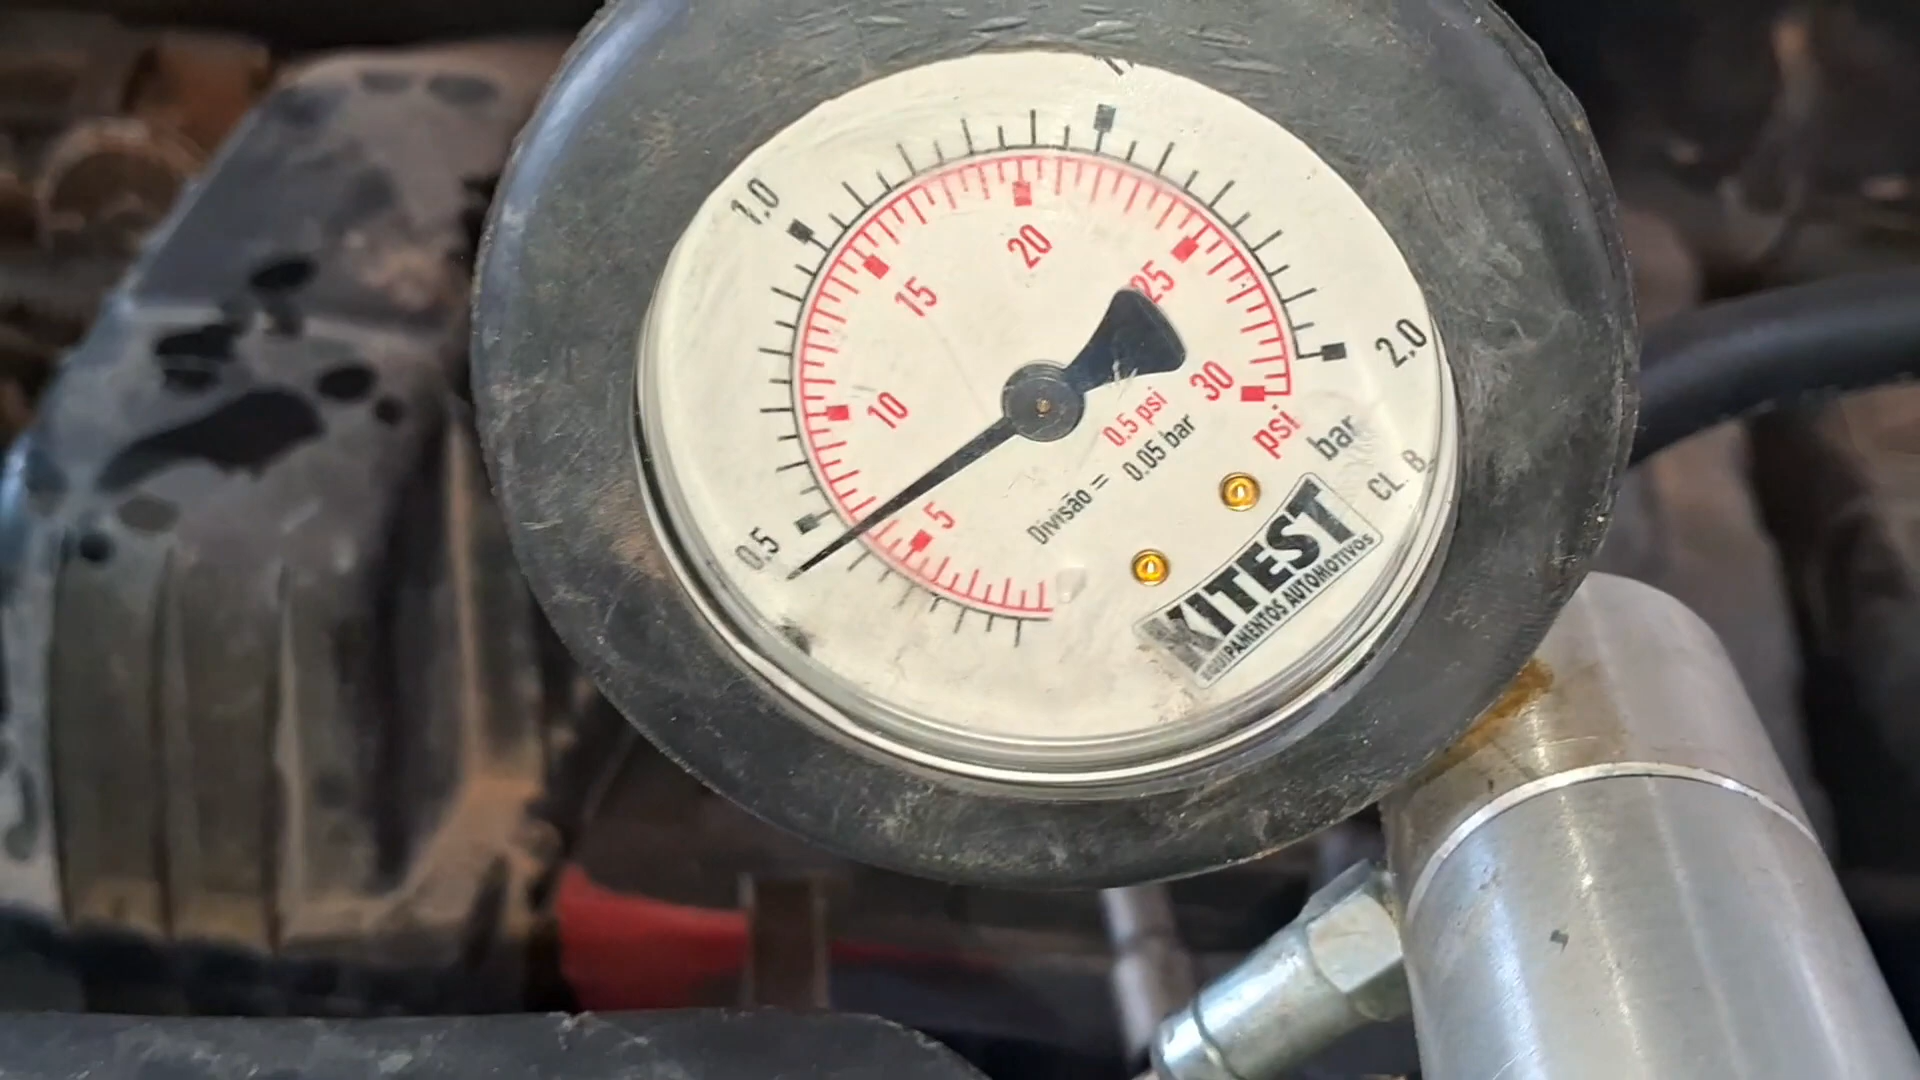 1.0
20
15
25
2.0
10
30
0.5 psi
psi
bar
Divisão = 0.05 bar
5
0.5
CL. B
KITEST
EQUIPAMENTOS AUTOMOTIVOS